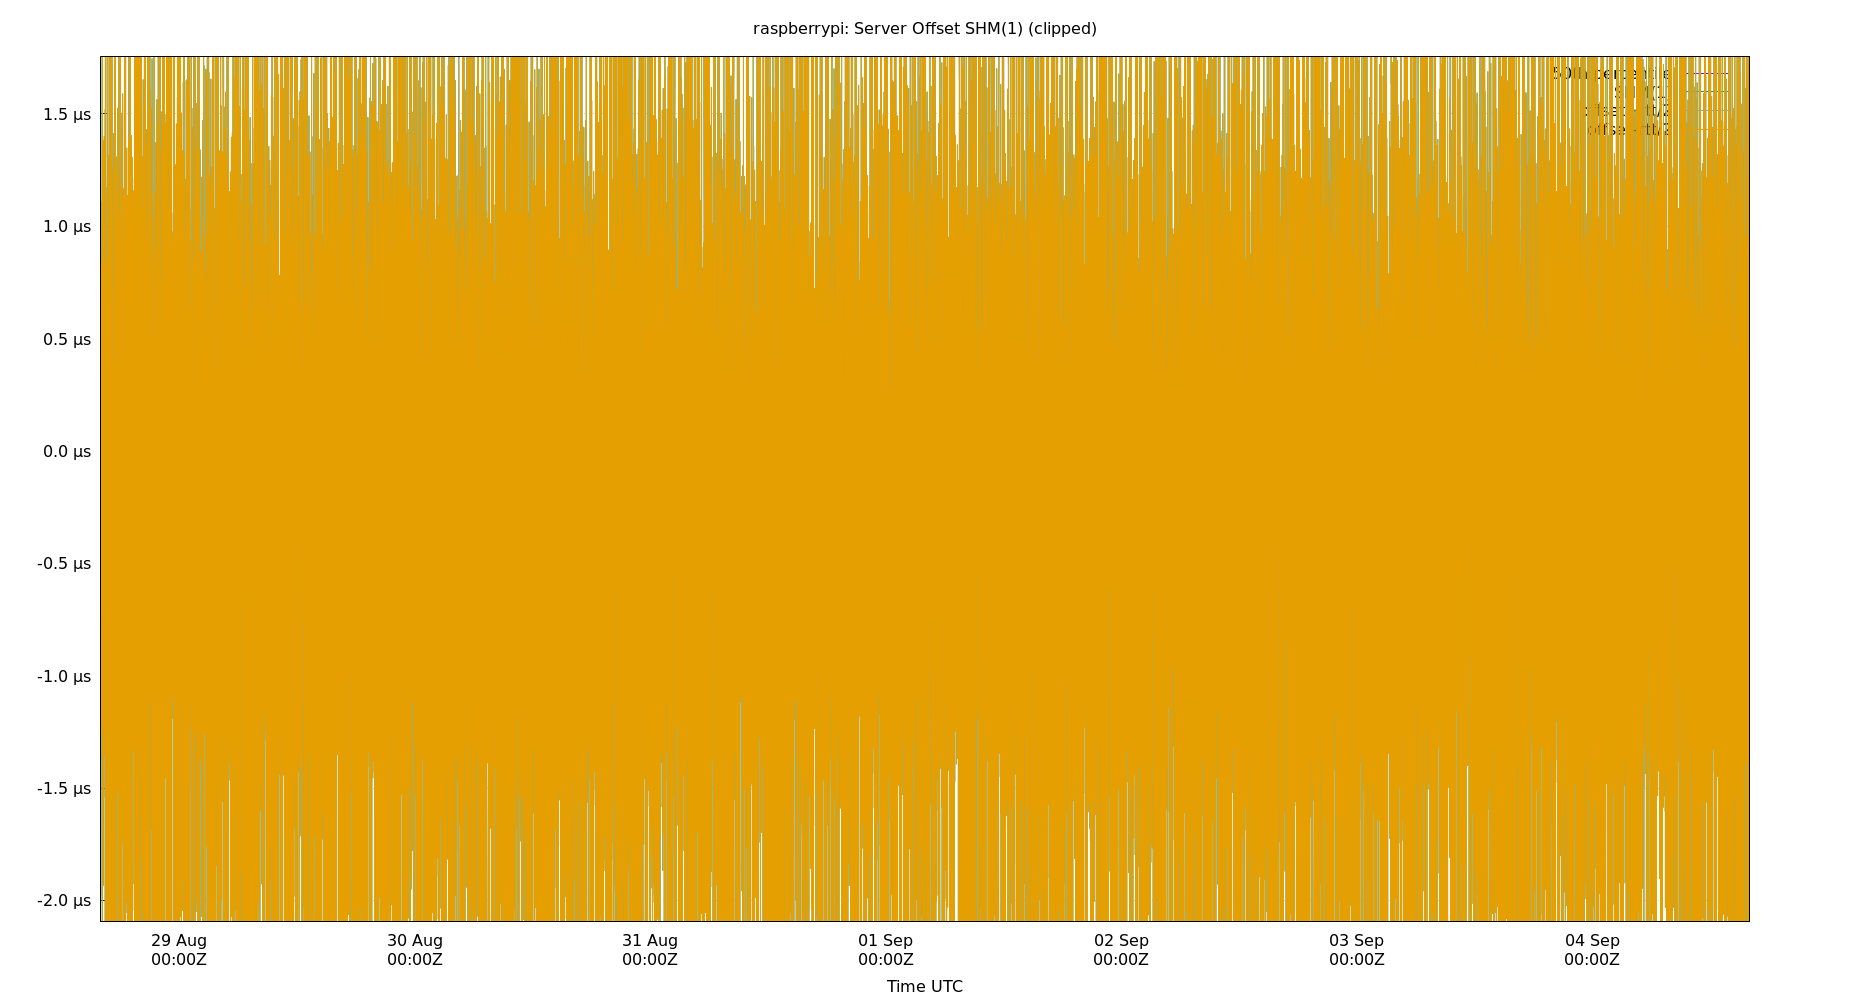 raspberrypi: Server Offset SHM(1) (clipped)
1.5 µs
1.0 µs
0.5 µs
0.0 µs
-0.5 µs
-1.0 µs
-1.5 µs
-2.0 µs
29 Aug
00:00Z
30 Aug
00:00Z
31 Aug
00:00Z
01 Sep
00:00Z
02 Sep
00:00Z
03 Sep
00:00Z
04 Sep
00:00Z
Time UTC